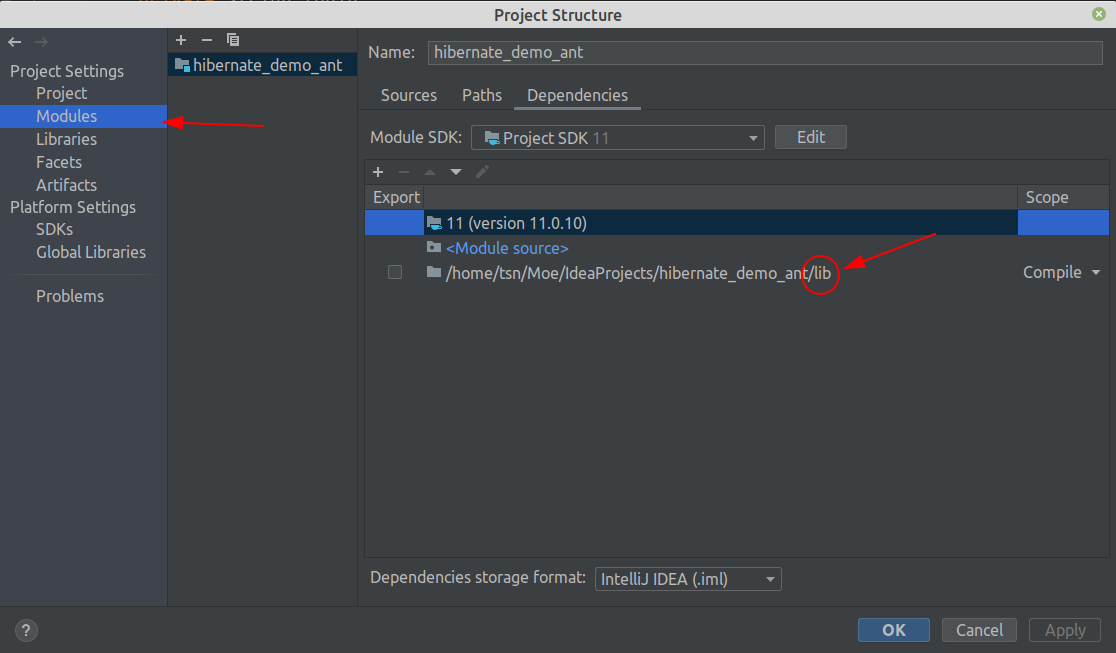 Project Structure
Project Settings
Project
Modules
Libraries
Facets
Artifacts
Platform Settings
SDKs
Global Libraries
Problems
hibernate_demo_ant
Name: hibernate_demo_ant
Sources Paths Dependencies
Module SDK: Project SDK 11 Edit
Export Scope
11 (version 11.0.10)
<Module source>
/home/tsn/Moe/IdeaProjects/hibernate_demo_ant/lib Compile
Dependencies storage format: IntelliJ IDEA (.iml)
? OK Cancel Apply